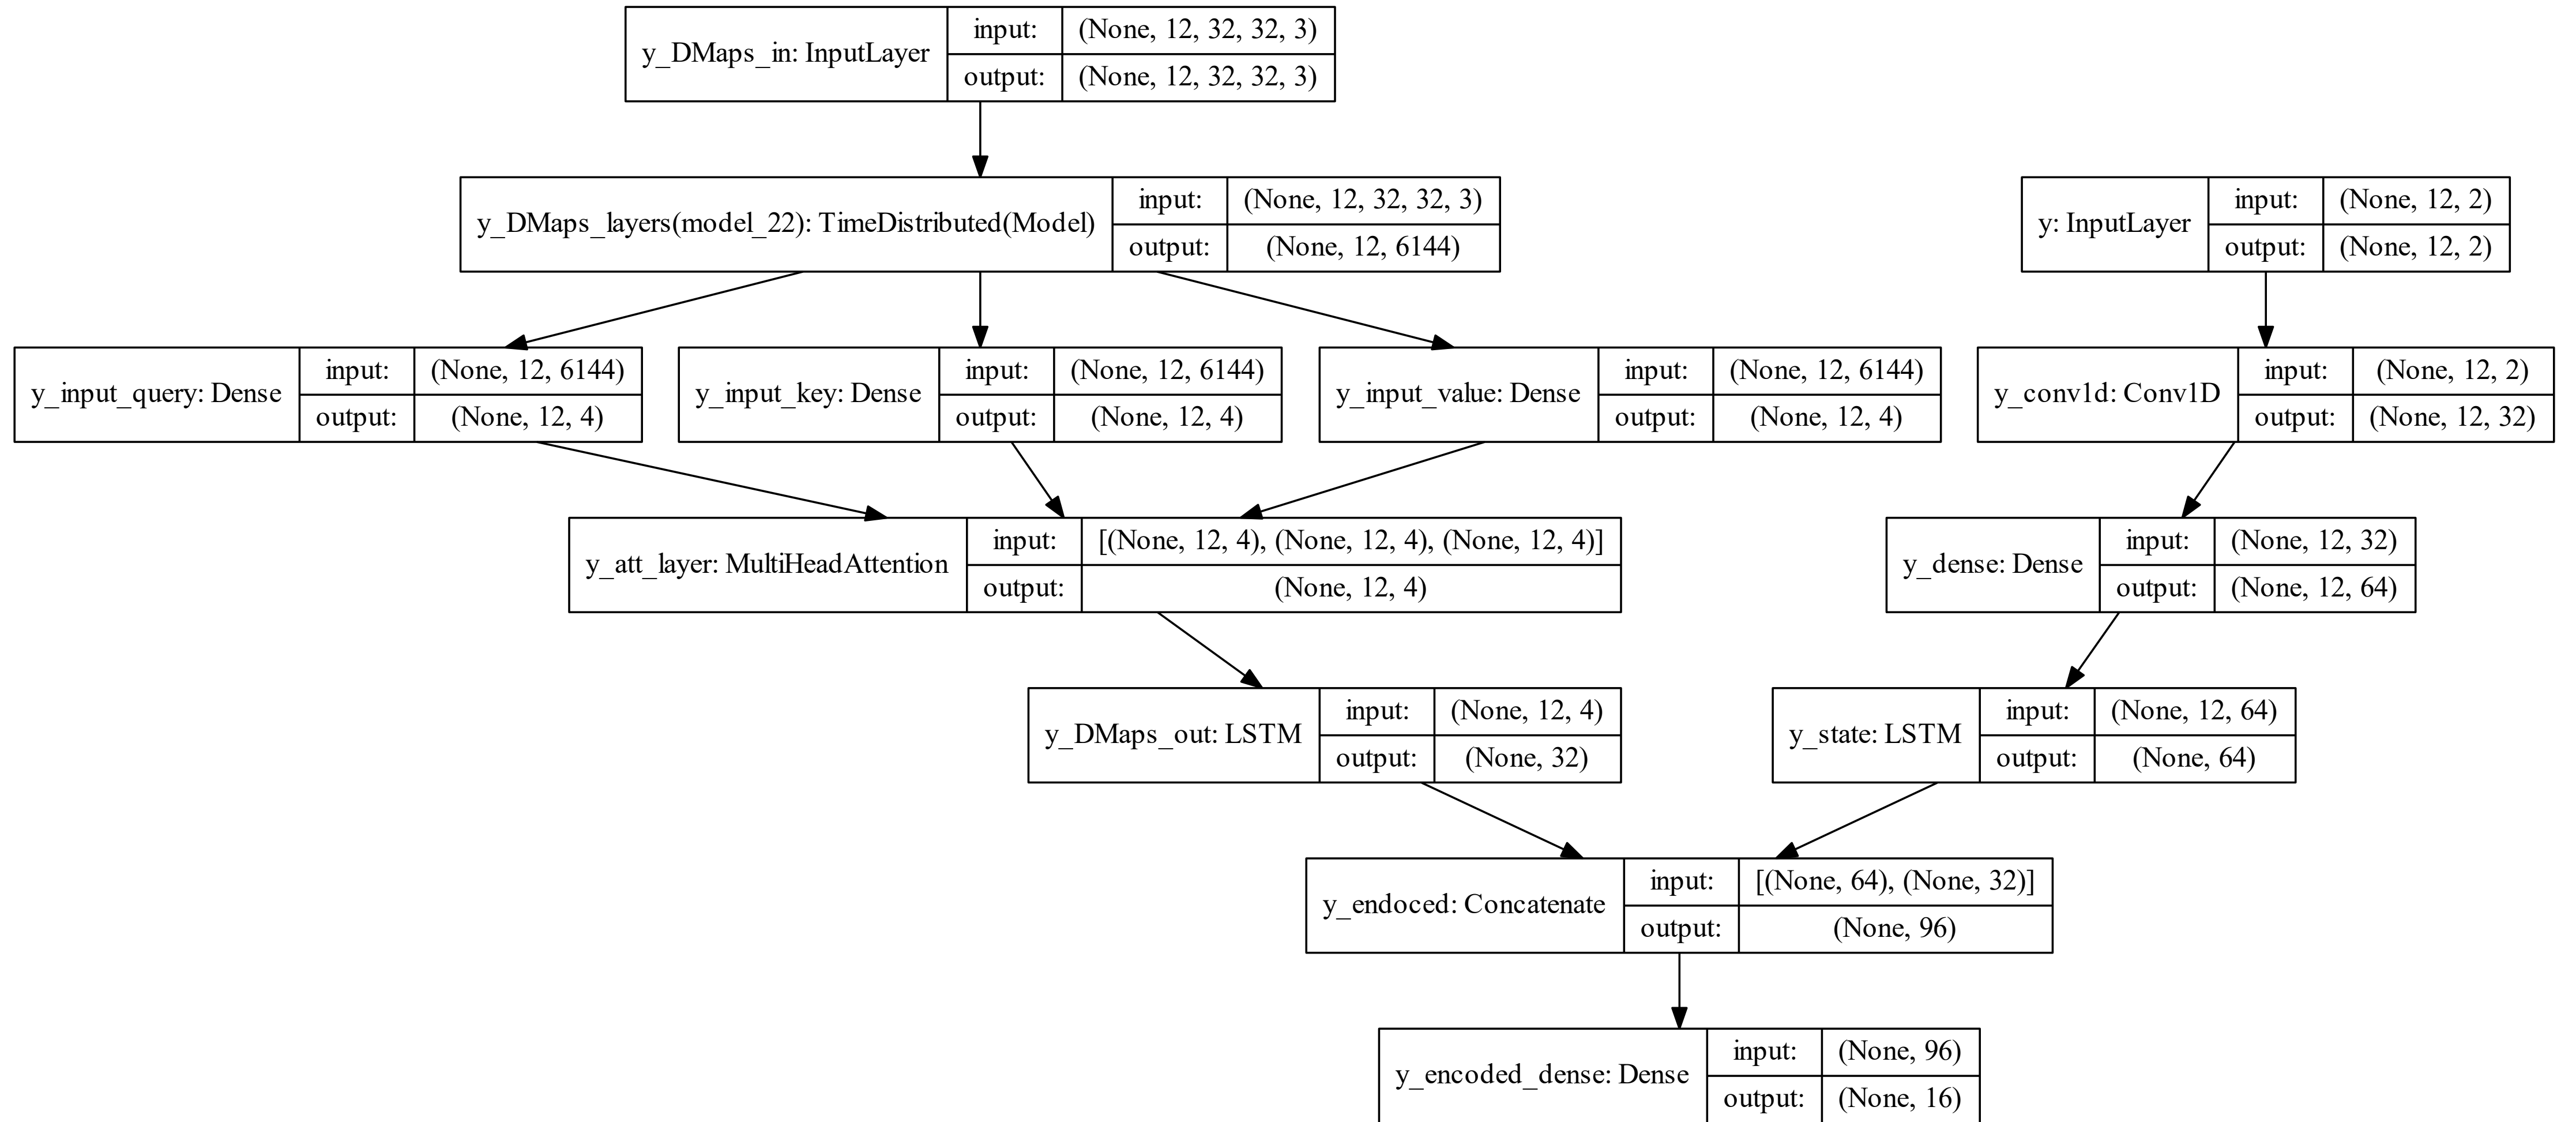 y_DMaps_in: InputLayer
input:
(None, 12, 32, 32, 3)
output:
(None, 12, 32, 32, 3)
y_DMaps_layers(model_22): TimeDistributed(Model)
input:
(None, 12, 32, 32, 3)
output:
(None, 12, 6144)
y: InputLayer
input:
(None, 12, 2)
output:
(None, 12, 2)
y_input_query: Dense
input:
(None, 12, 6144)
output:
(None, 12, 4)
y_input_key: Dense
input:
(None, 12, 6144)
output:
(None, 12, 4)
y_input_value: Dense
input:
(None, 12, 6144)
output:
(None, 12, 4)
y_conv1d: Conv1D
input:
(None, 12, 2)
output:
(None, 12, 32)
y_att_layer: MultiHeadAttention
input:
[(None, 12, 4), (None, 12, 4), (None, 12, 4)]
output:
(None, 12, 4)
y_dense: Dense
input:
(None, 12, 32)
output:
(None, 12, 64)
y_DMaps_out: LSTM
input:
(None, 12, 4)
output:
(None, 32)
y_state: LSTM
input:
(None, 12, 64)
output:
(None, 64)
y_endoced: Concatenate
input:
[(None, 64), (None, 32)]
output:
(None, 96)
y_encoded_dense: Dense
input:
(None, 96)
output:
(None, 16)